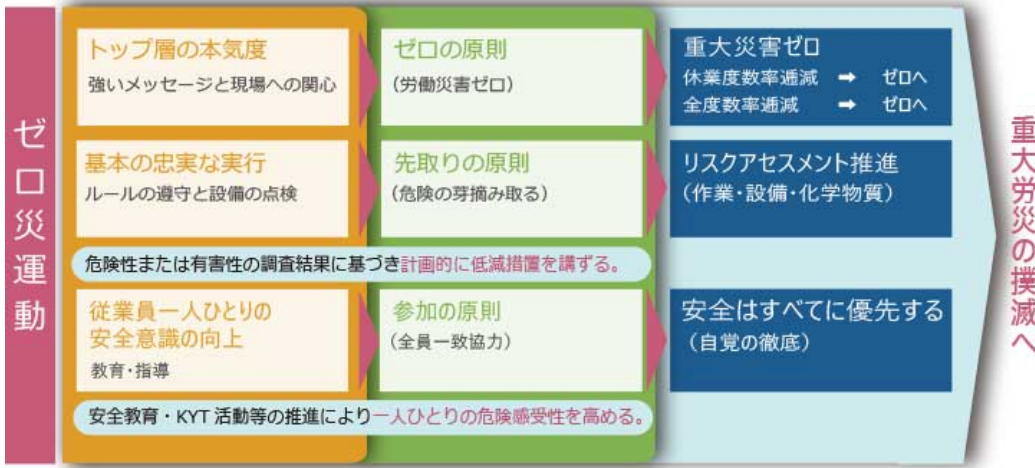 ゼロ災運動
トップ層の本気度
強いメッセージと現場への関心
ゼロの原則
(労働災害ゼロ)
重大災害ゼロ
休業度数率逓減 ➡ ゼロへ
全度数率逓減 ➡ ゼロへ
基本の忠実な実行
ルールの遵守と設備の点検
先取りの原則
(危険の芽摘み取る)
リスクアセスメント推進
(作業・設備・化学物質)
危険性または有害性の調査結果に基づき計画的に低減措置を講ずる。
従業員一人ひとりの
安全意識の向上
教育・指導
参加の原則
(全員一致協力)
安全はすべてに優先する
(自覚の徹底)
安全教育・KYT 活動等の推進により一人ひとりの危険感受性を高める。
重大労災の撲滅へ